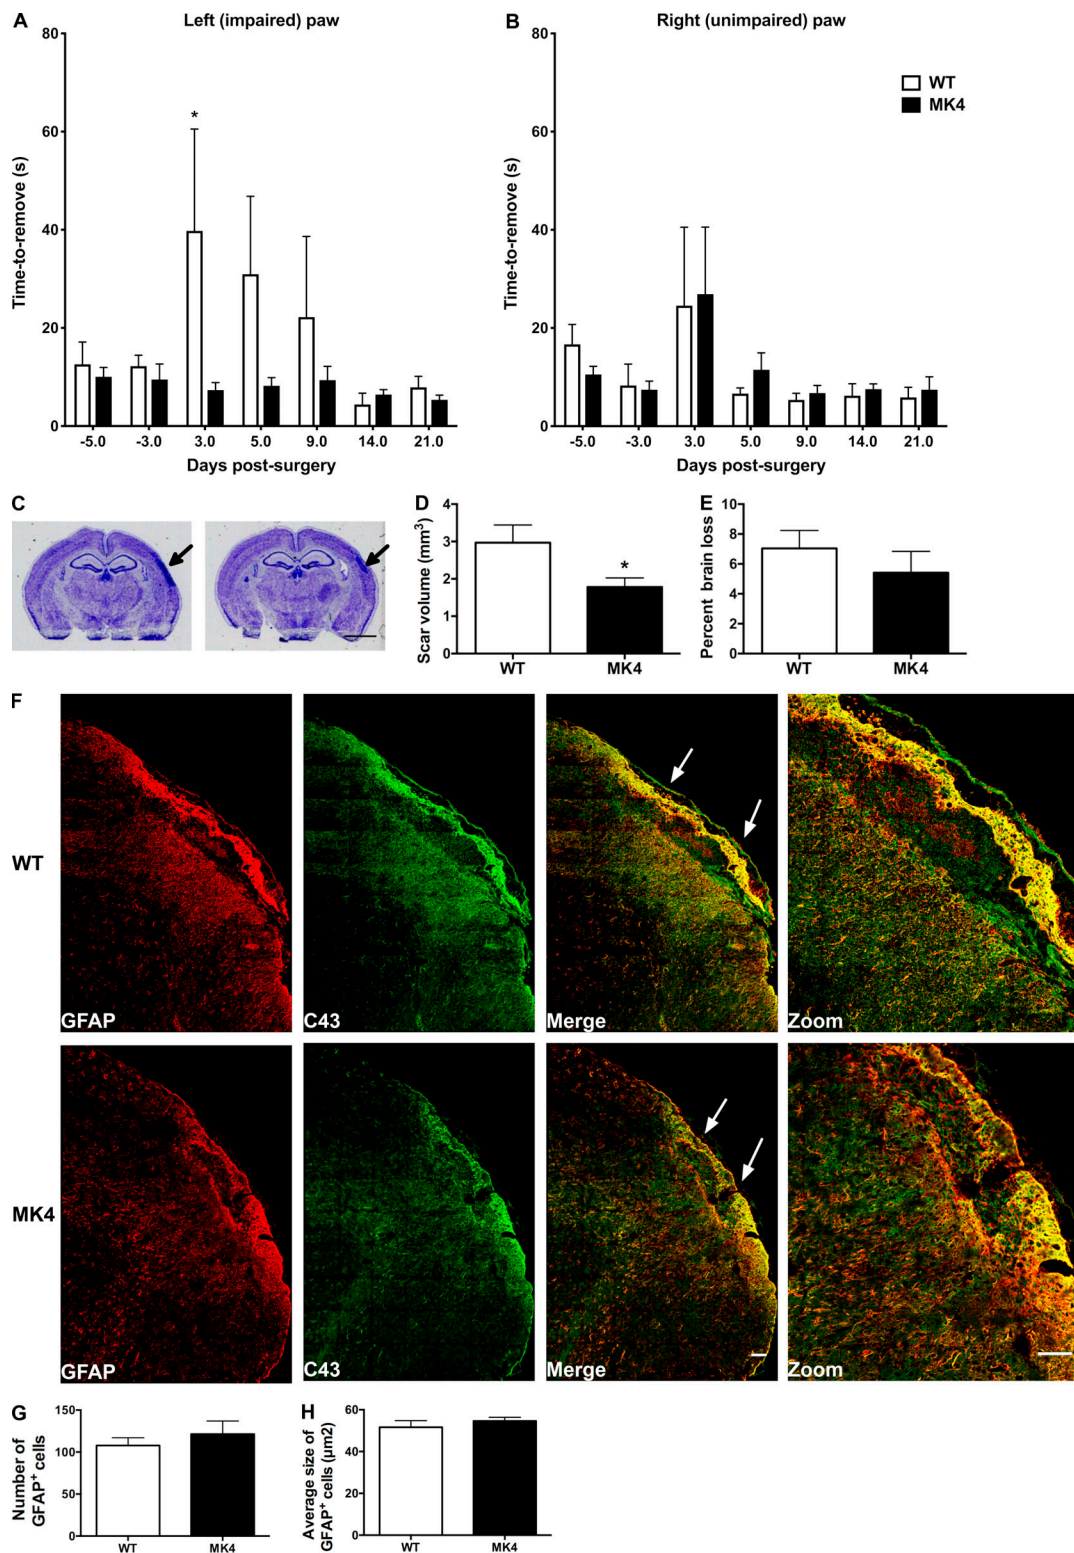 A
Left (impaired) paw
Time-to-remove (s)
80
60
40
20
0
*
-5.0 -3.0 3.0 5.0 9.0 14.0 21.0
Days post-surgery
B
Right (unimpaired) paw
Time-to-remove (s)
80
60
40
20
0
WT
MK4
-5.0 -3.0 3.0 5.0 9.0 14.0 21.0
Days post-surgery
C
D
Scar volume (mm³)
4
3
2
1
0
*
WT MK4
E
Percent brain loss
10
8
6
4
2
0
WT MK4
F
WT
GFAP
C43
Merge
Zoom
MK4
GFAP
C43
Merge
Zoom
G
Number of
GFAP⁺ cells
150
100
50
0
WT MK4
H
Average size of
GFAP⁺ cells (µm2)
60
40
20
0
WT MK4